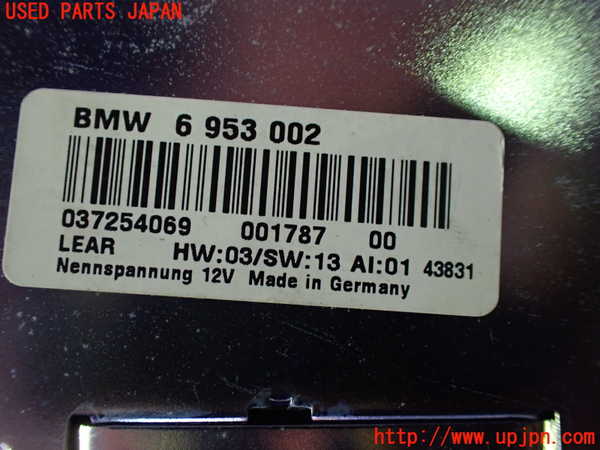 USED PARTS JAPAN
BMW 6 953 002
037254069 001787 00
LEAR HW:03/SW:13 AI:01 43831
Nennspannung 12V Made in Germany
http://www.upjpn.com/